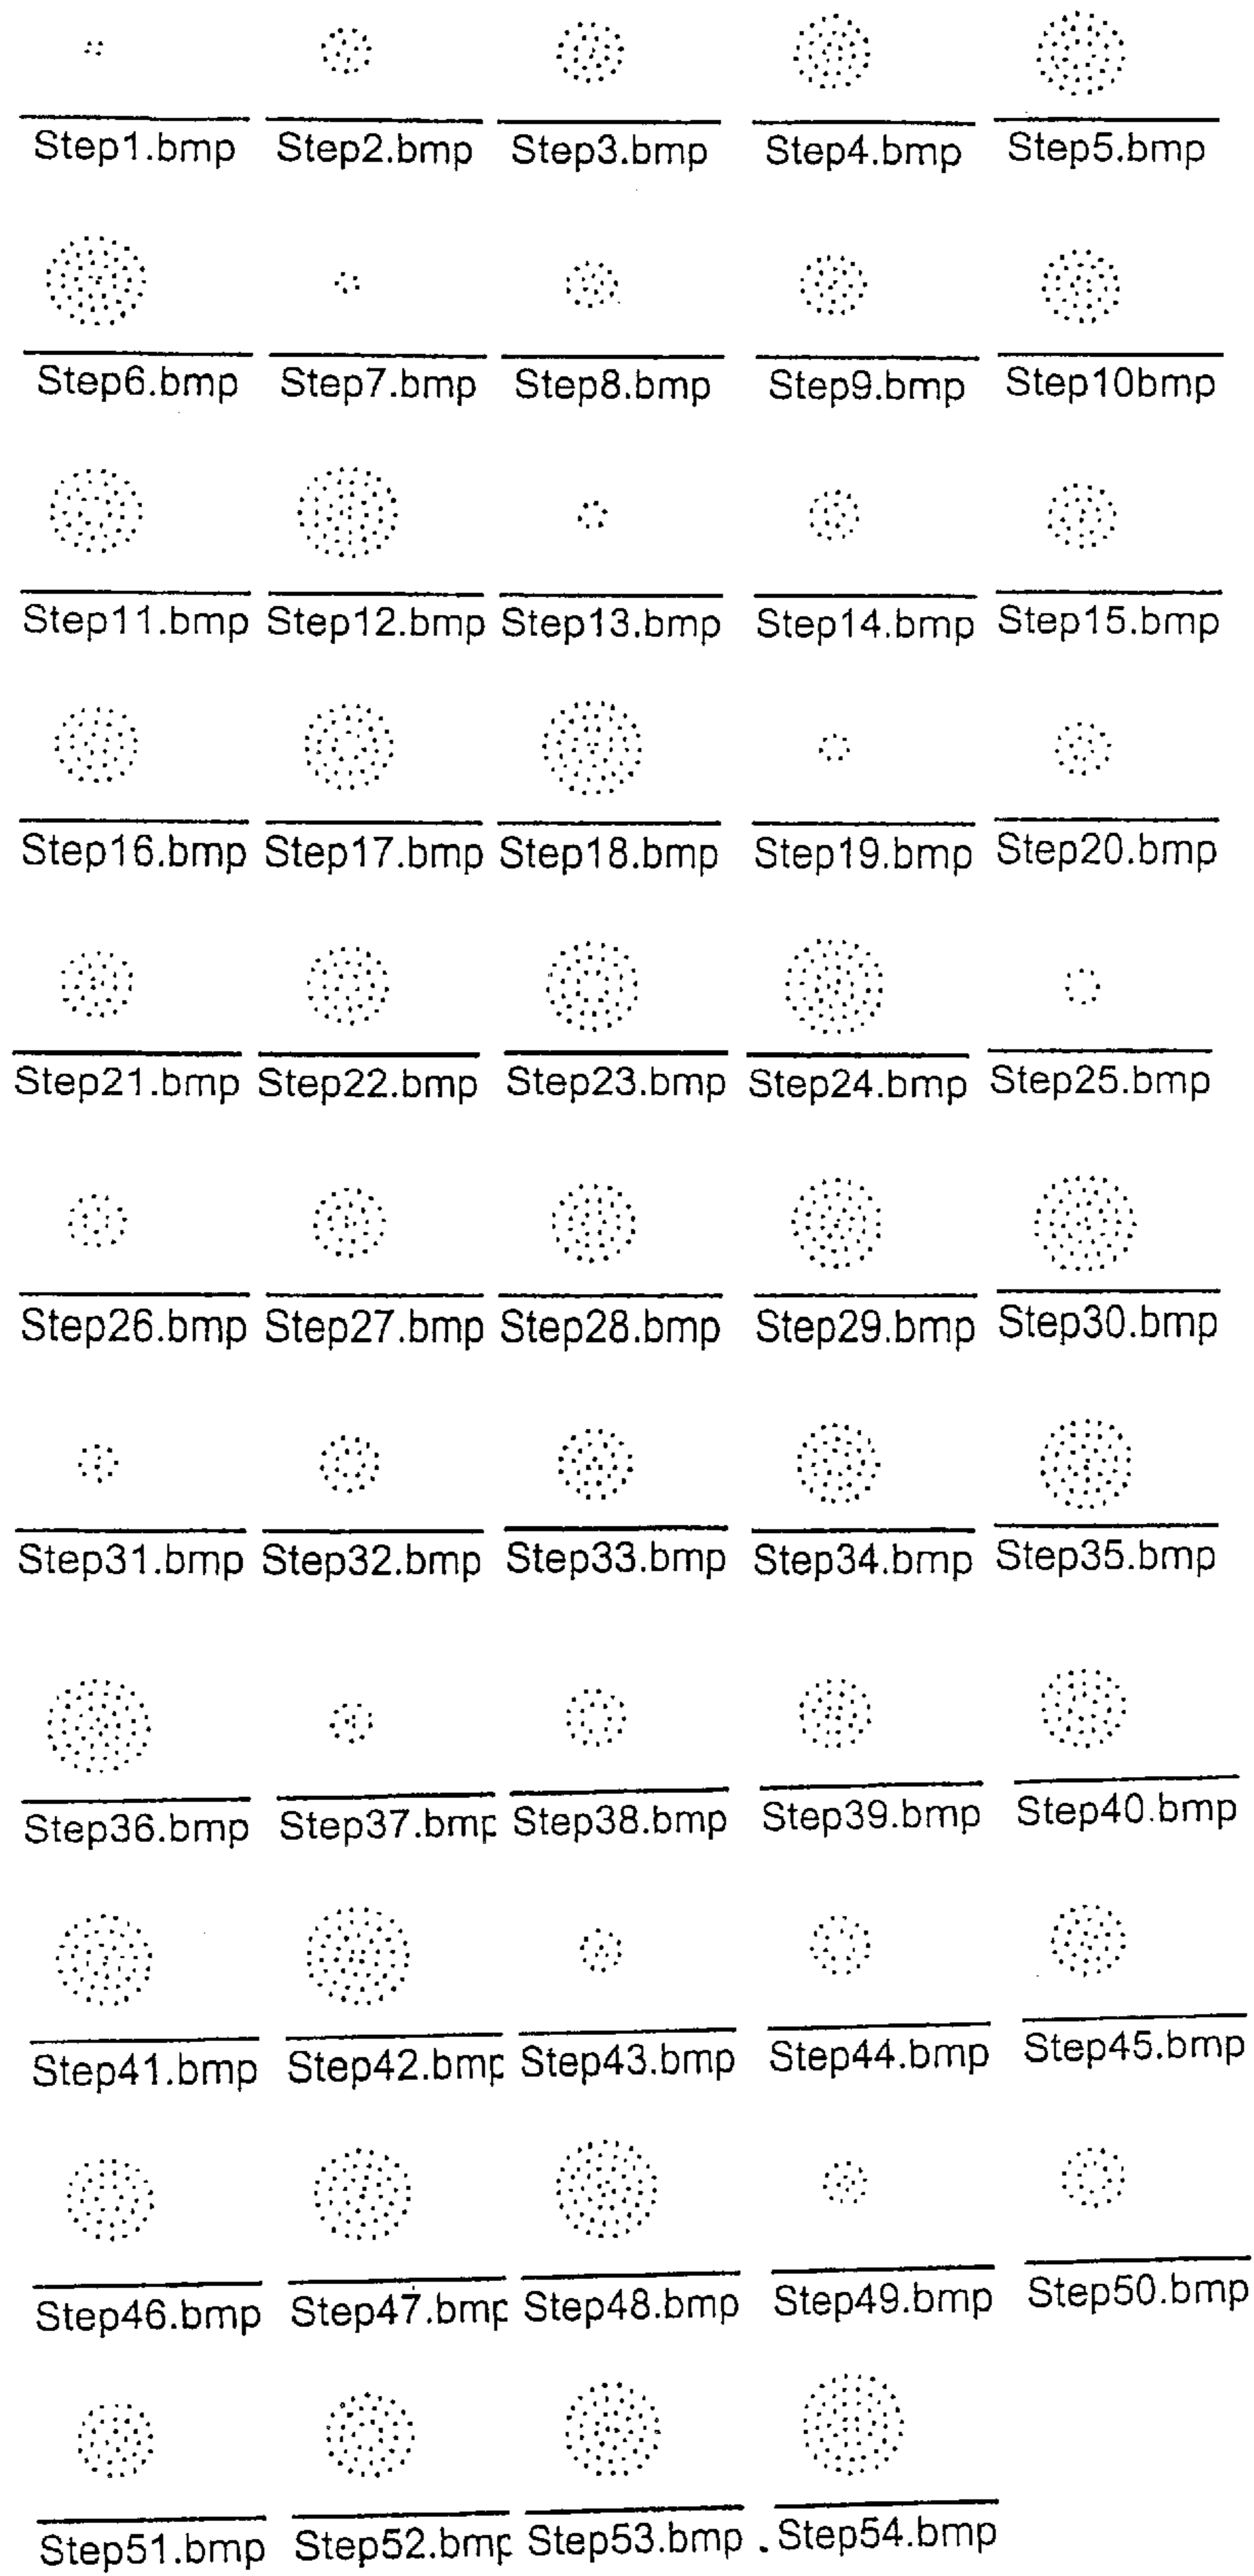 Step1.bmp Step2.bmp Step3.bmp Step4.bmp Step5.bmp
Step6.bmp Step7.bmp Step8.bmp Step9.bmp Step10bmp
Step11.bmp Step12.bmp Step13.bmp Step14.bmp Step15.bmp
Step16.bmp Step17.bmp Step18.bmp Step19.bmp Step20.bmp
Step21.bmp Step22.bmp Step23.bmp Step24.bmp Step25.bmp
Step26.bmp Step27.bmp Step28.bmp Step29.bmp Step30.bmp
Step31.bmp Step32.bmp Step33.bmp Step34.bmp Step35.bmp
Step36.bmp Step37.bmp Step38.bmp Step39.bmp Step40.bmp
Step41.bmp Step42.bmp Step43.bmp Step44.bmp Step45.bmp
Step46.bmp Step47.bmp Step48.bmp Step49.bmp Step50.bmp
Step51.bmp Step52.bmp Step53.bmp Step54.bmp